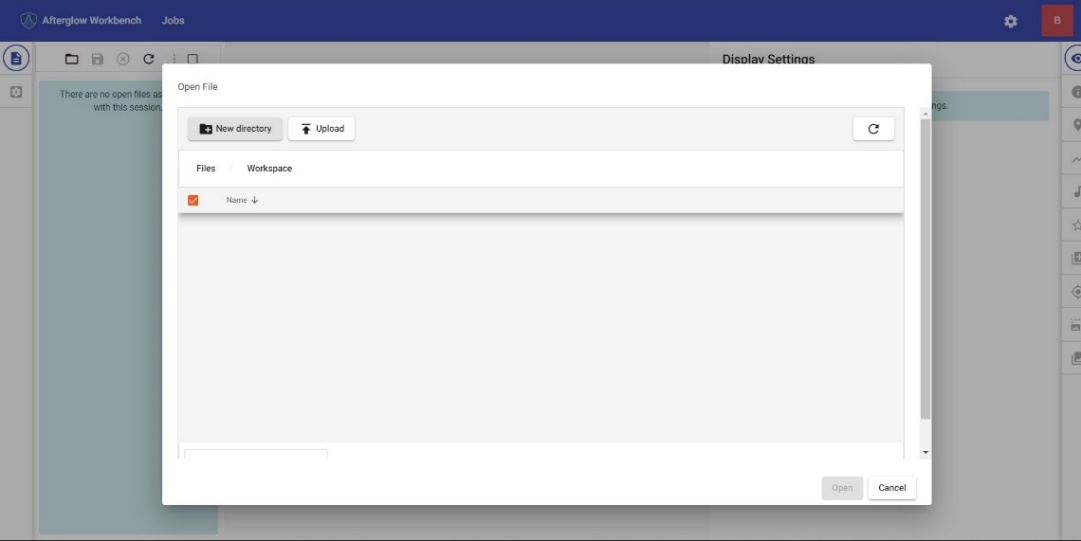 Afterglow Workbench Jobs B
Display Settings
There are no open files as
with this session.
ngs.
Open File
New directory Upload
Files Workspace
Name
Open Cancel